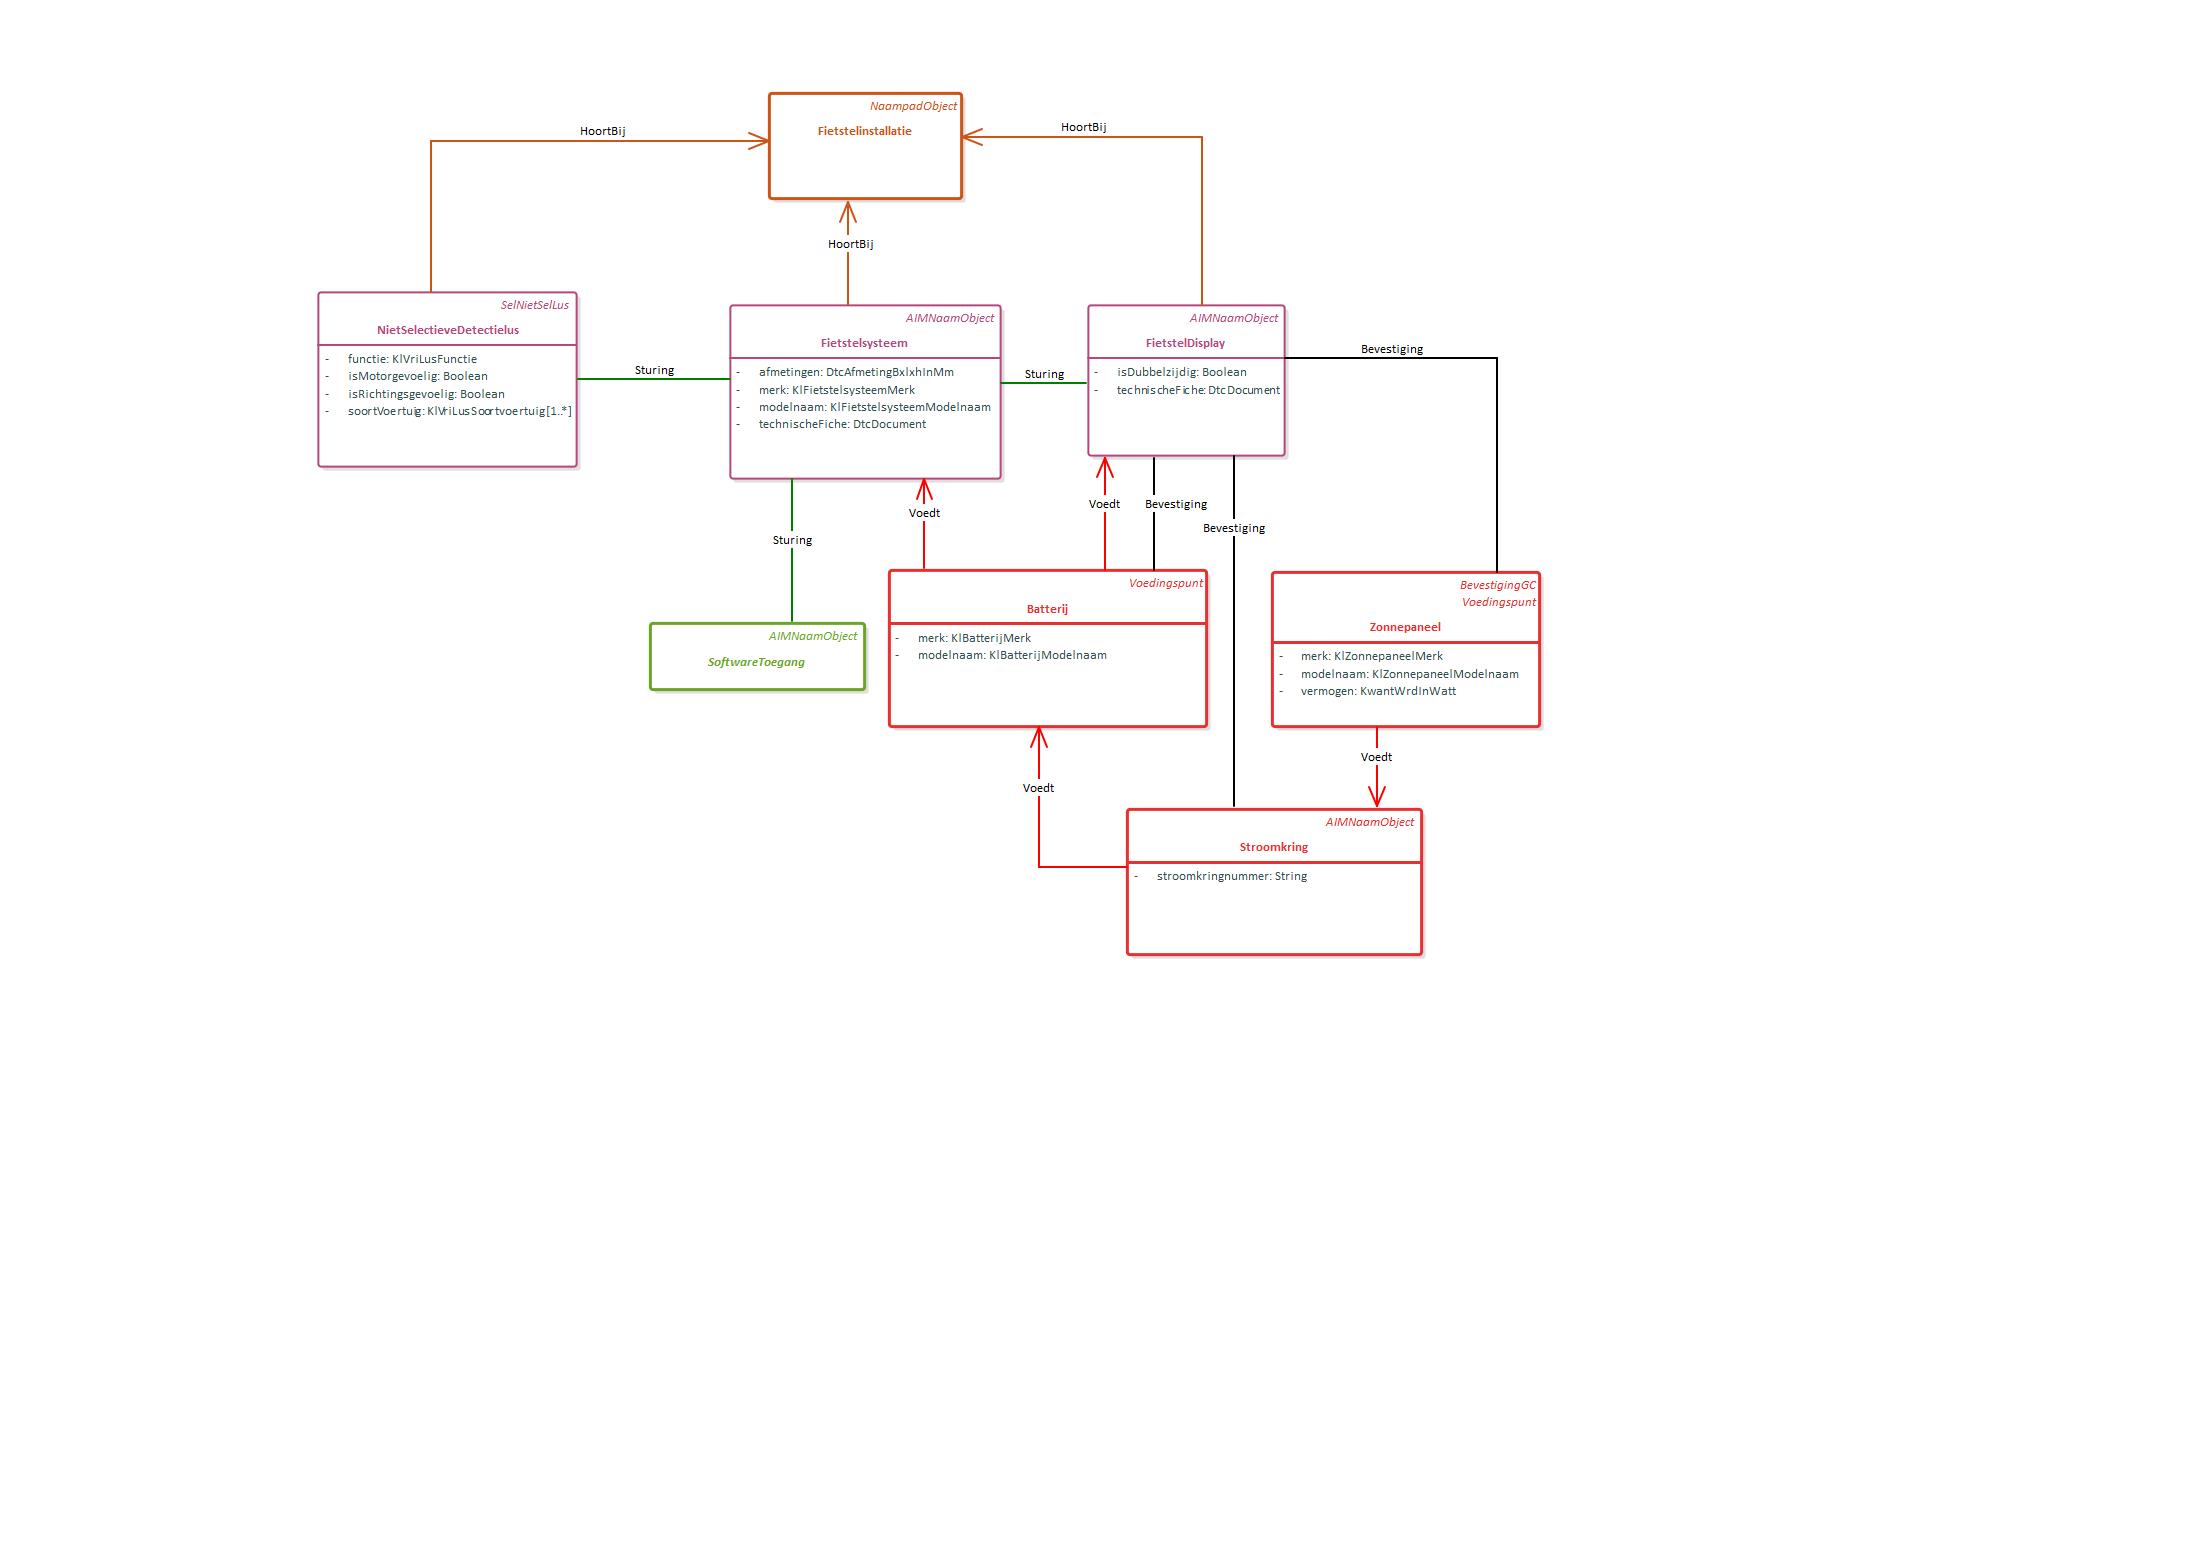 NaampadObject
Fietstelinstallatie
HoortBij
HoortBij
HoortBij
SelNietSelLus
NietSelectieveDetectielus
- functie: KlVriLusFunctie
- isMotorgevoelig: Boolean
- isRichtingsgevoelig: Boolean
- soortVoertuig: KlVriLusSoortvoertuig[1..*]
Sturing
AIMNaamObject
Fietstelsysteem
- afmetingen: DtcAfmetingBxlxhInMm
- merk: KlFietstelsysteemMerk
- modelnaam: KlFietstelsysteemModelnaam
- technischeFiche: DtcDocument
Sturing
AIMNaamObject
FietstelDisplay
- isDubbelzijdig: Boolean
- technischeFiche: DtcDocument
Bevestiging
Voedt
Voedt
Bevestiging
Bevestiging
Sturing
AIMNaamObject
SoftwareToegang
Voedingspunt
Batterij
- merk: KlBatterijMerk
- modelnaam: KlBatterijModelnaam
BevestigingGC
Voedingspunt
Zonnepaneel
- merk: KlZonnepaneelMerk
- modelnaam: KlZonnepaneelModelnaam
- vermogen: KwantWrdInWatt
Voedt
Voedt
AIMNaamObject
Stroomkring
- stroomkringnummer: String